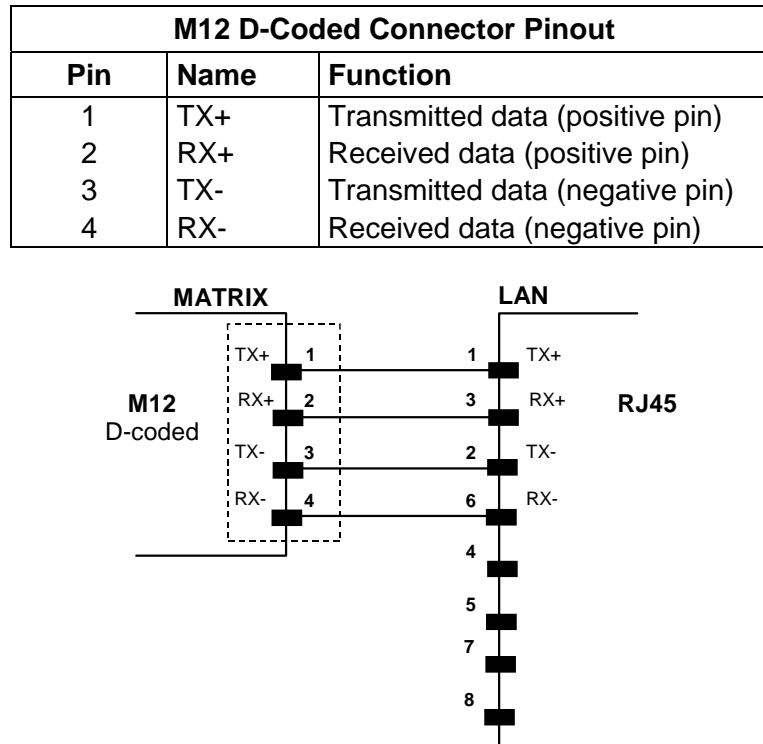 M12 D-Coded Connector Pinout
Pin Name Function
1 TX+ Transmitted data (positive pin)
2 RX+ Received data (positive pin)
3 TX- Transmitted data (negative pin)
4 RX- Received data (negative pin)
MATRIX LAN
TX+ 1 1 TX+
M12 RX+ 2 3 RX+ RJ45
D-coded
TX- 3 2 TX-
RX- 4 6 RX-
4
5
7
8